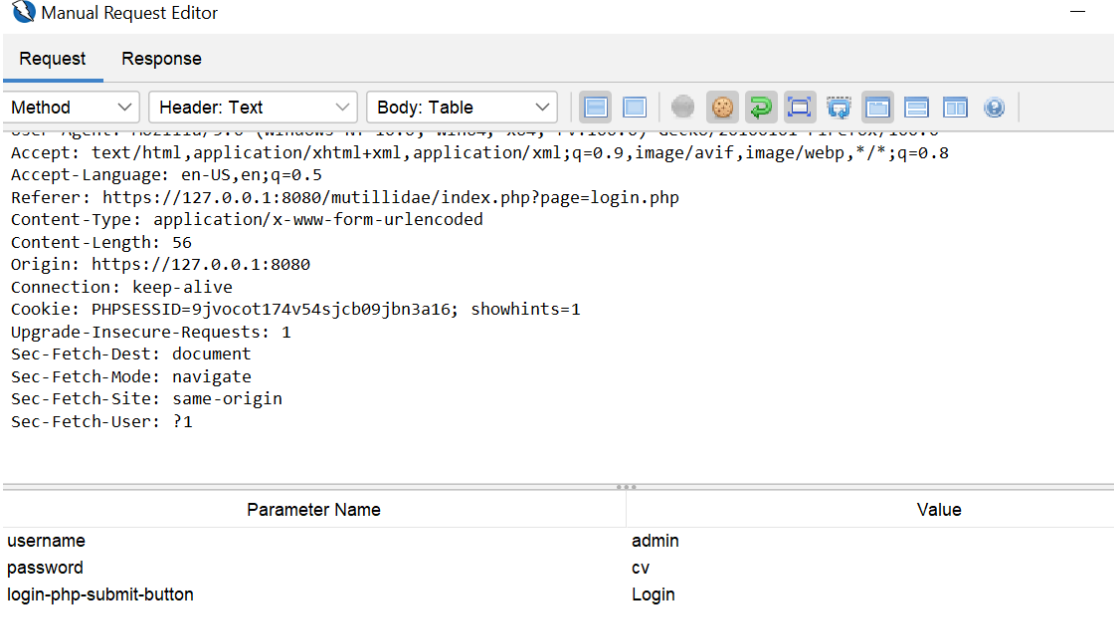 Manual Request Editor
Request Response
Method Header: Text Body: Table
Accept: text/html,application/xhtml+xml,application/xml;q=0.9,image/avif,image/webp,*/*;q=0.8
Accept-Language: en-US,en;q=0.5
Referer: https://127.0.0.1:8080/mutillidae/index.php?page=login.php
Content-Type: application/x-www-form-urlencoded
Content-Length: 56
Origin: https://127.0.0.1:8080
Connection: keep-alive
Cookie: PHPSESSID=9jvocot174v54sjcb09jbn3a16; showhints=1
Upgrade-Insecure-Requests: 1
Sec-Fetch-Dest: document
Sec-Fetch-Mode: navigate
Sec-Fetch-Site: same-origin
Sec-Fetch-User: ?1
Parameter Name Value
username admin
password cv
login-php-submit-button Login